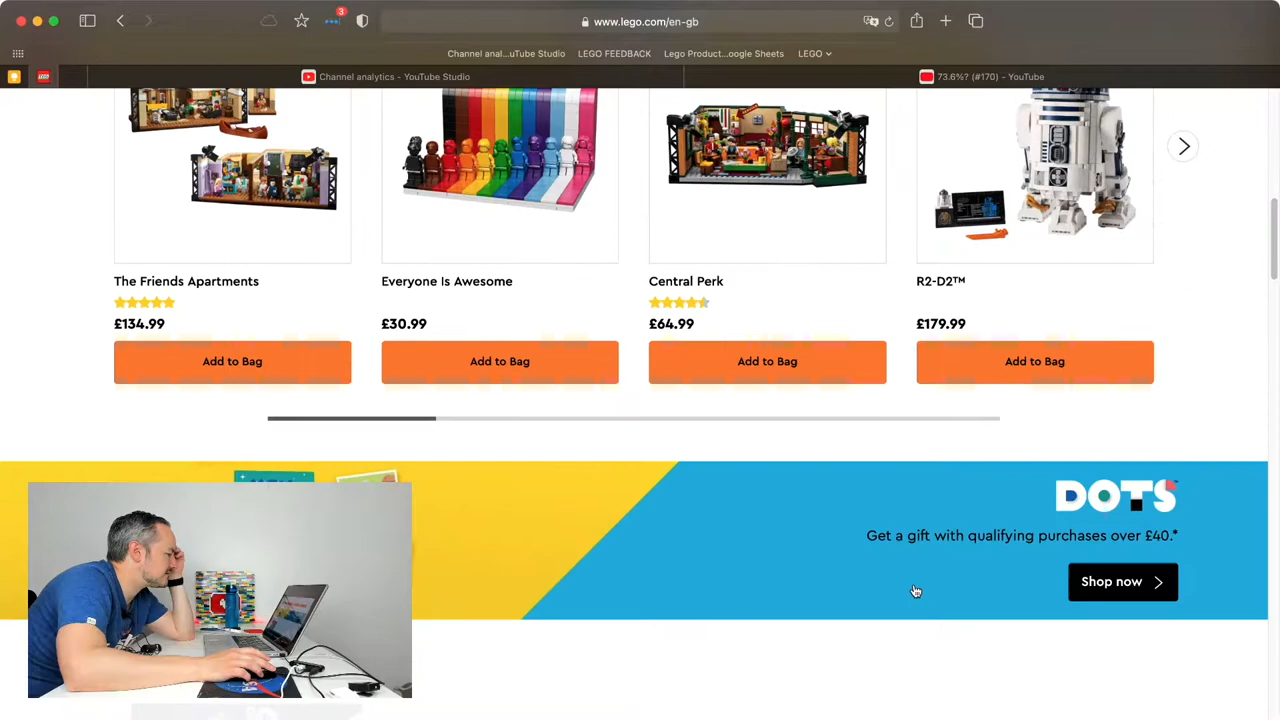 3
www.lego.com/en-gb
Channel anal...uTube Studio
LEGO FEEDBACK
Lego Product...oogle Sheets
LEGO
Channel analytics - YouTube Studio
73.6%? (#170) - YouTube
The Friends Apartments
Everyone Is Awesome
Central Perk
R2-D2™
£134.99
£30.99
£64.99
£179.99
Add to Bag
Add to Bag
Add to Bag
Add to Bag
DOTS™
Get a gift with qualifying purchases over £40.*
Shop now